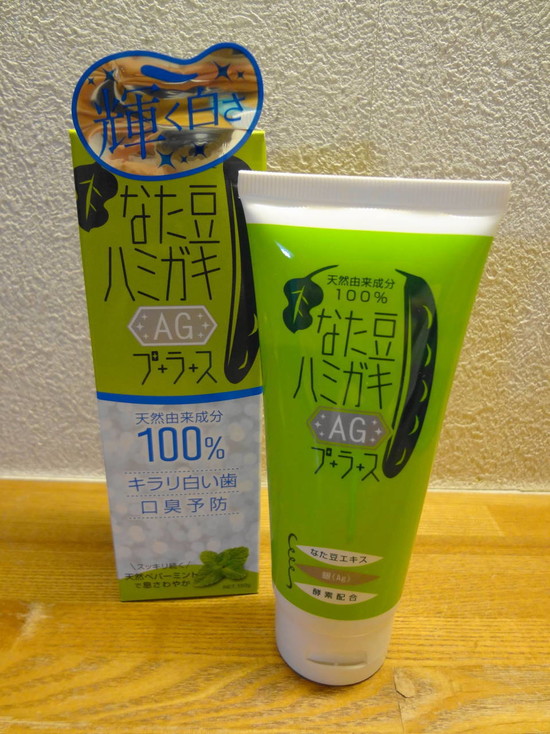 輝く白さ
なた豆
ハミガキ
AG
プ+ラ+ス
天然由来成分
100%
キラリ白い歯
口臭予防
スッキリ続く
天然ペパーミント
で息さわやか
天然由来成分
100%
なた豆
ハミガキ
AG
プ+ラ+ス
なた豆エキス
銀(Ag)
酵素配合